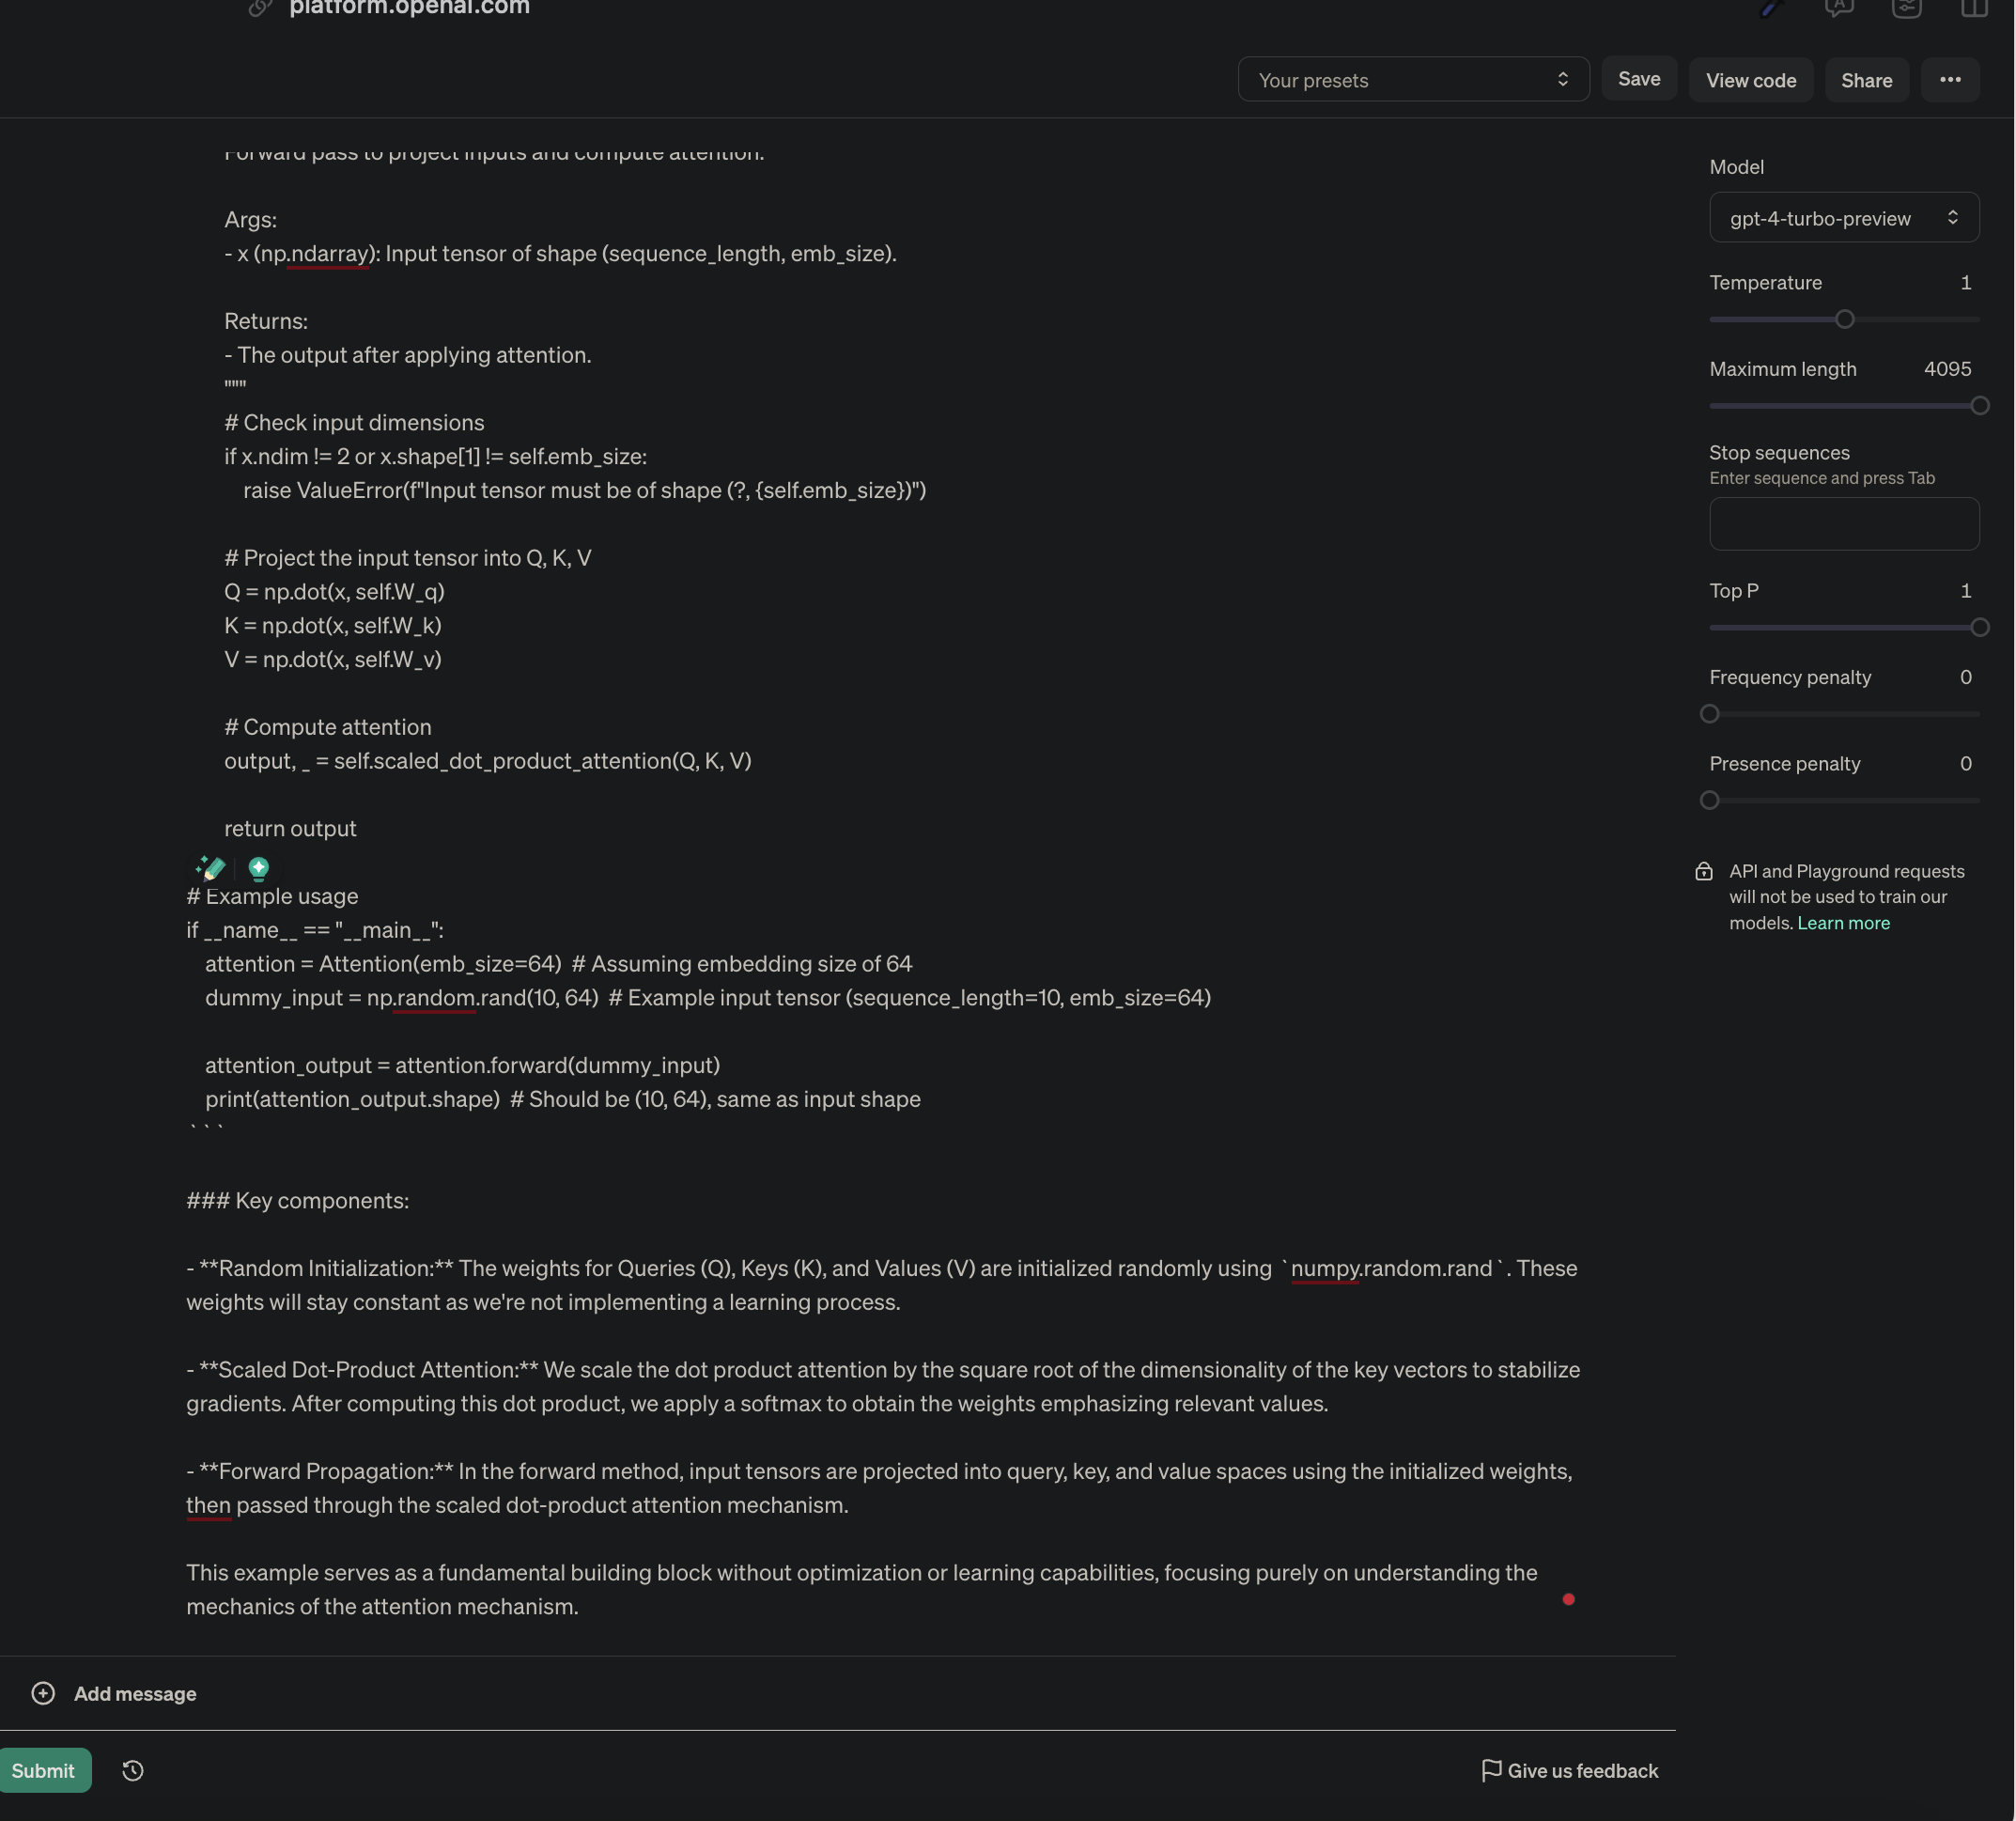 platform.openai.com
Your presets
Save
View code
Share
Forward pass to project inputs and compute attention.
Args:
- x (np.ndarray): Input tensor of shape (sequence_length, emb_size).
Returns:
- The output after applying attention.
"""
# Check input dimensions
if x.ndim != 2 or x.shape[1] != self.emb_size:
raise ValueError(f"Input tensor must be of shape (?, {self.emb_size})")
# Project the input tensor into Q, K, V
Q = np.dot(x, self.W_q)
K = np.dot(x, self.W_k)
V = np.dot(x, self.W_v)
# Compute attention
output, _ = self.scaled_dot_product_attention(Q, K, V)
return output
# Example usage
if __name__ == "__main__":
attention = Attention(emb_size=64)  # Assuming embedding size of 64
dummy_input = np.random.rand(10, 64)  # Example input tensor (sequence_length=10, emb_size=64)
attention_output = attention.forward(dummy_input)
print(attention_output.shape)  # Should be (10, 64), same as input shape
```
### Key components:
- **Random Initialization:** The weights for Queries (Q), Keys (K), and Values (V) are initialized randomly using `numpy.random.rand`. These
weights will stay constant as we're not implementing a learning process.
- **Scaled Dot-Product Attention:** We scale the dot product attention by the square root of the dimensionality of the key vectors to stabilize
gradients. After computing this dot product, we apply a softmax to obtain the weights emphasizing relevant values.
- **Forward Propagation:** In the forward method, input tensors are projected into query, key, and value spaces using the initialized weights,
then passed through the scaled dot-product attention mechanism.
This example serves as a fundamental building block without optimization or learning capabilities, focusing purely on understanding the
mechanics of the attention mechanism.
Add message
Submit
Give us feedback
Model
gpt-4-turbo-preview
Temperature 1
Maximum length 4095
Stop sequences
Enter sequence and press Tab
Top P 1
Frequency penalty 0
Presence penalty 0
API and Playground requests
will not be used to train our
models. Learn more